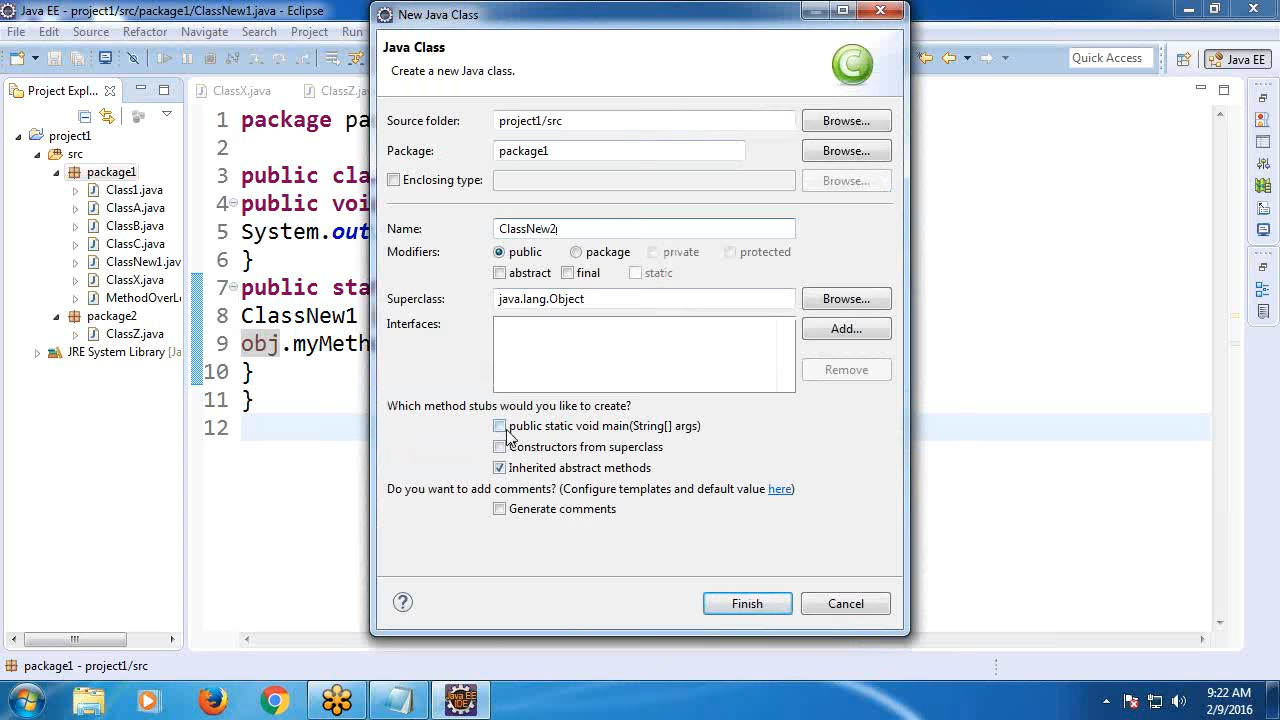 Java EE - project1/src/package1/ClassNew1.java - Eclipse
File Edit Source Refactor Navigate Search Project Run
Quick Access
Java EE
Project Expl...
project1
src
package1
Class1.java
ClassA.java
ClassB.java
ClassC.java
ClassNew1.java
ClassX.java
MethodOverL
package2
ClassZ.java
JRE System Library [Ja
ClassX.java
ClassZ.ja
1 package pa
2
3 public cla
4 public voi
5 System.out
6 }
7 public sta
8 ClassNew1
9 obj.myMeth
10 }
11 }
12
New Java Class
Java Class
Create a new Java class.
C
Source folder: project1/src Browse...
Package: package1 Browse...
Enclosing type: Browse...
Name: ClassNew2
Modifiers: public package private protected
abstract final static
Superclass: java.lang.Object Browse...
Interfaces: Add...
Remove
Which method stubs would you like to create?
public static void main(String[] args)
Constructors from superclass
Inherited abstract methods
Do you want to add comments? (Configure templates and default value here)
Generate comments
? Finish Cancel
package1 - project1/src
Java EE
IDE
9:22 AM
2/9/2016